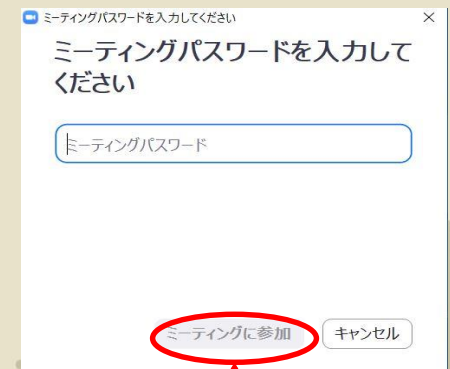 ミーティングパスワードを入力してください
ミーティングパスワードを入力して
ください
ミーティングパスワード
ミーティングに参加 キャンセル